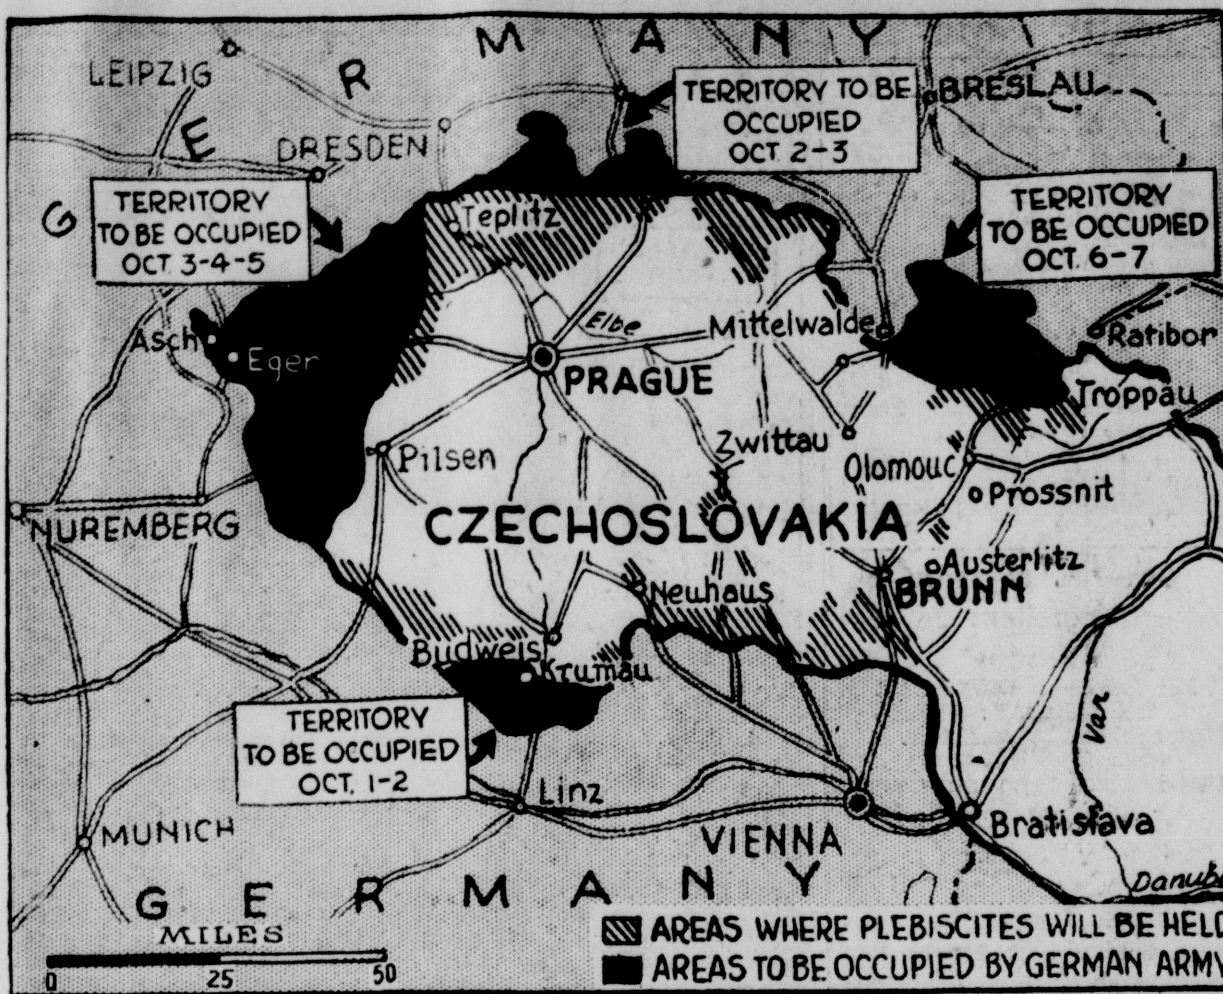 G E R M A N Y
LEIPZIG
DRESDEN
BRESLAU
TERRITORY TO BE
OCCUPIED
OCT. 2-3
TERRITORY
TO BE OCCUPIED
OCT. 3-4-5
TERRITORY
TO BE OCCUPIED
OCT. 6-7
Teplitz
Asch
Eger
Elbe
Mittelwalde
Ratibor
PRAGUE
Troppau
Zwittau
Pilsen
Olomouc
Prossnit
NUREMBERG
CZECHOSLOVAKIA
Austerlitz
BRUNN
Neuhaus
Budweis
Krumau
TERRITORY
TO BE OCCUPIED
OCT. 1-2
Var
Linz
MUNICH
VIENNA
Bratislava
Danube
G E R M A N Y
MILES
0 25 50
AREAS WHERE PLEBISCITES WILL BE HELD
AREAS TO BE OCCUPIED BY GERMAN ARMY